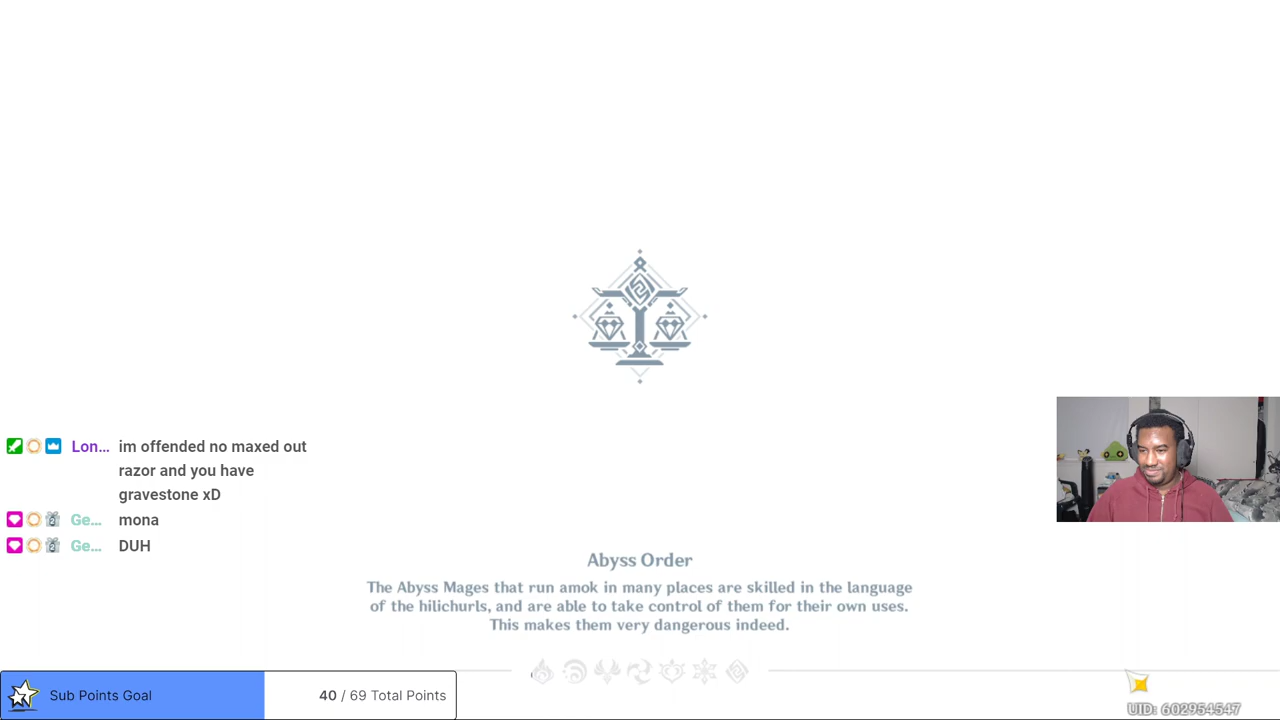 Lon... im offended no maxed out
razor and you have
gravestone xD
Ge... mona
Ge... DUH
Abyss Order
The Abyss Mages that run amok in many places are skilled in the language
of the hilichurls, and are able to take control of them for their own uses.
This makes them very dangerous indeed.
Sub Points Goal 40 / 69 Total Points
UID: 602954547